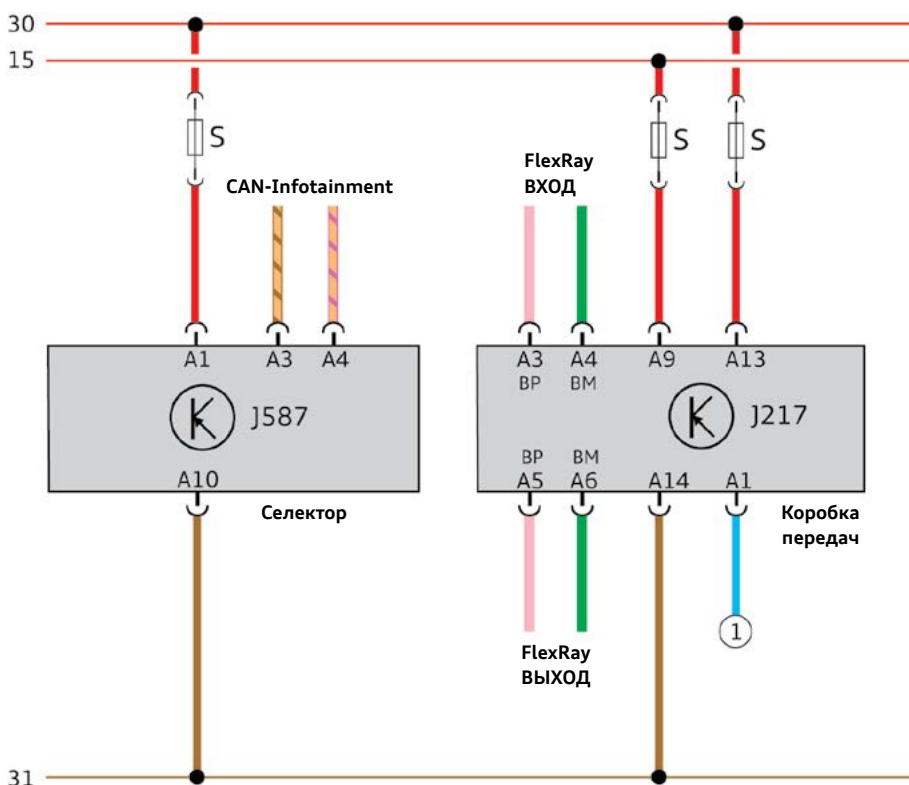 30
15
S
S
S
CAN-Infotainment
FlexRay
ВХОД
A1
A3
A4
A3
A4
A9
A13
BP
BM
J587
J217
BP
BM
A10
A5
A6
A14
A1
Селектор
Коробка
передач
1
FlexRay
ВЫХОД
31